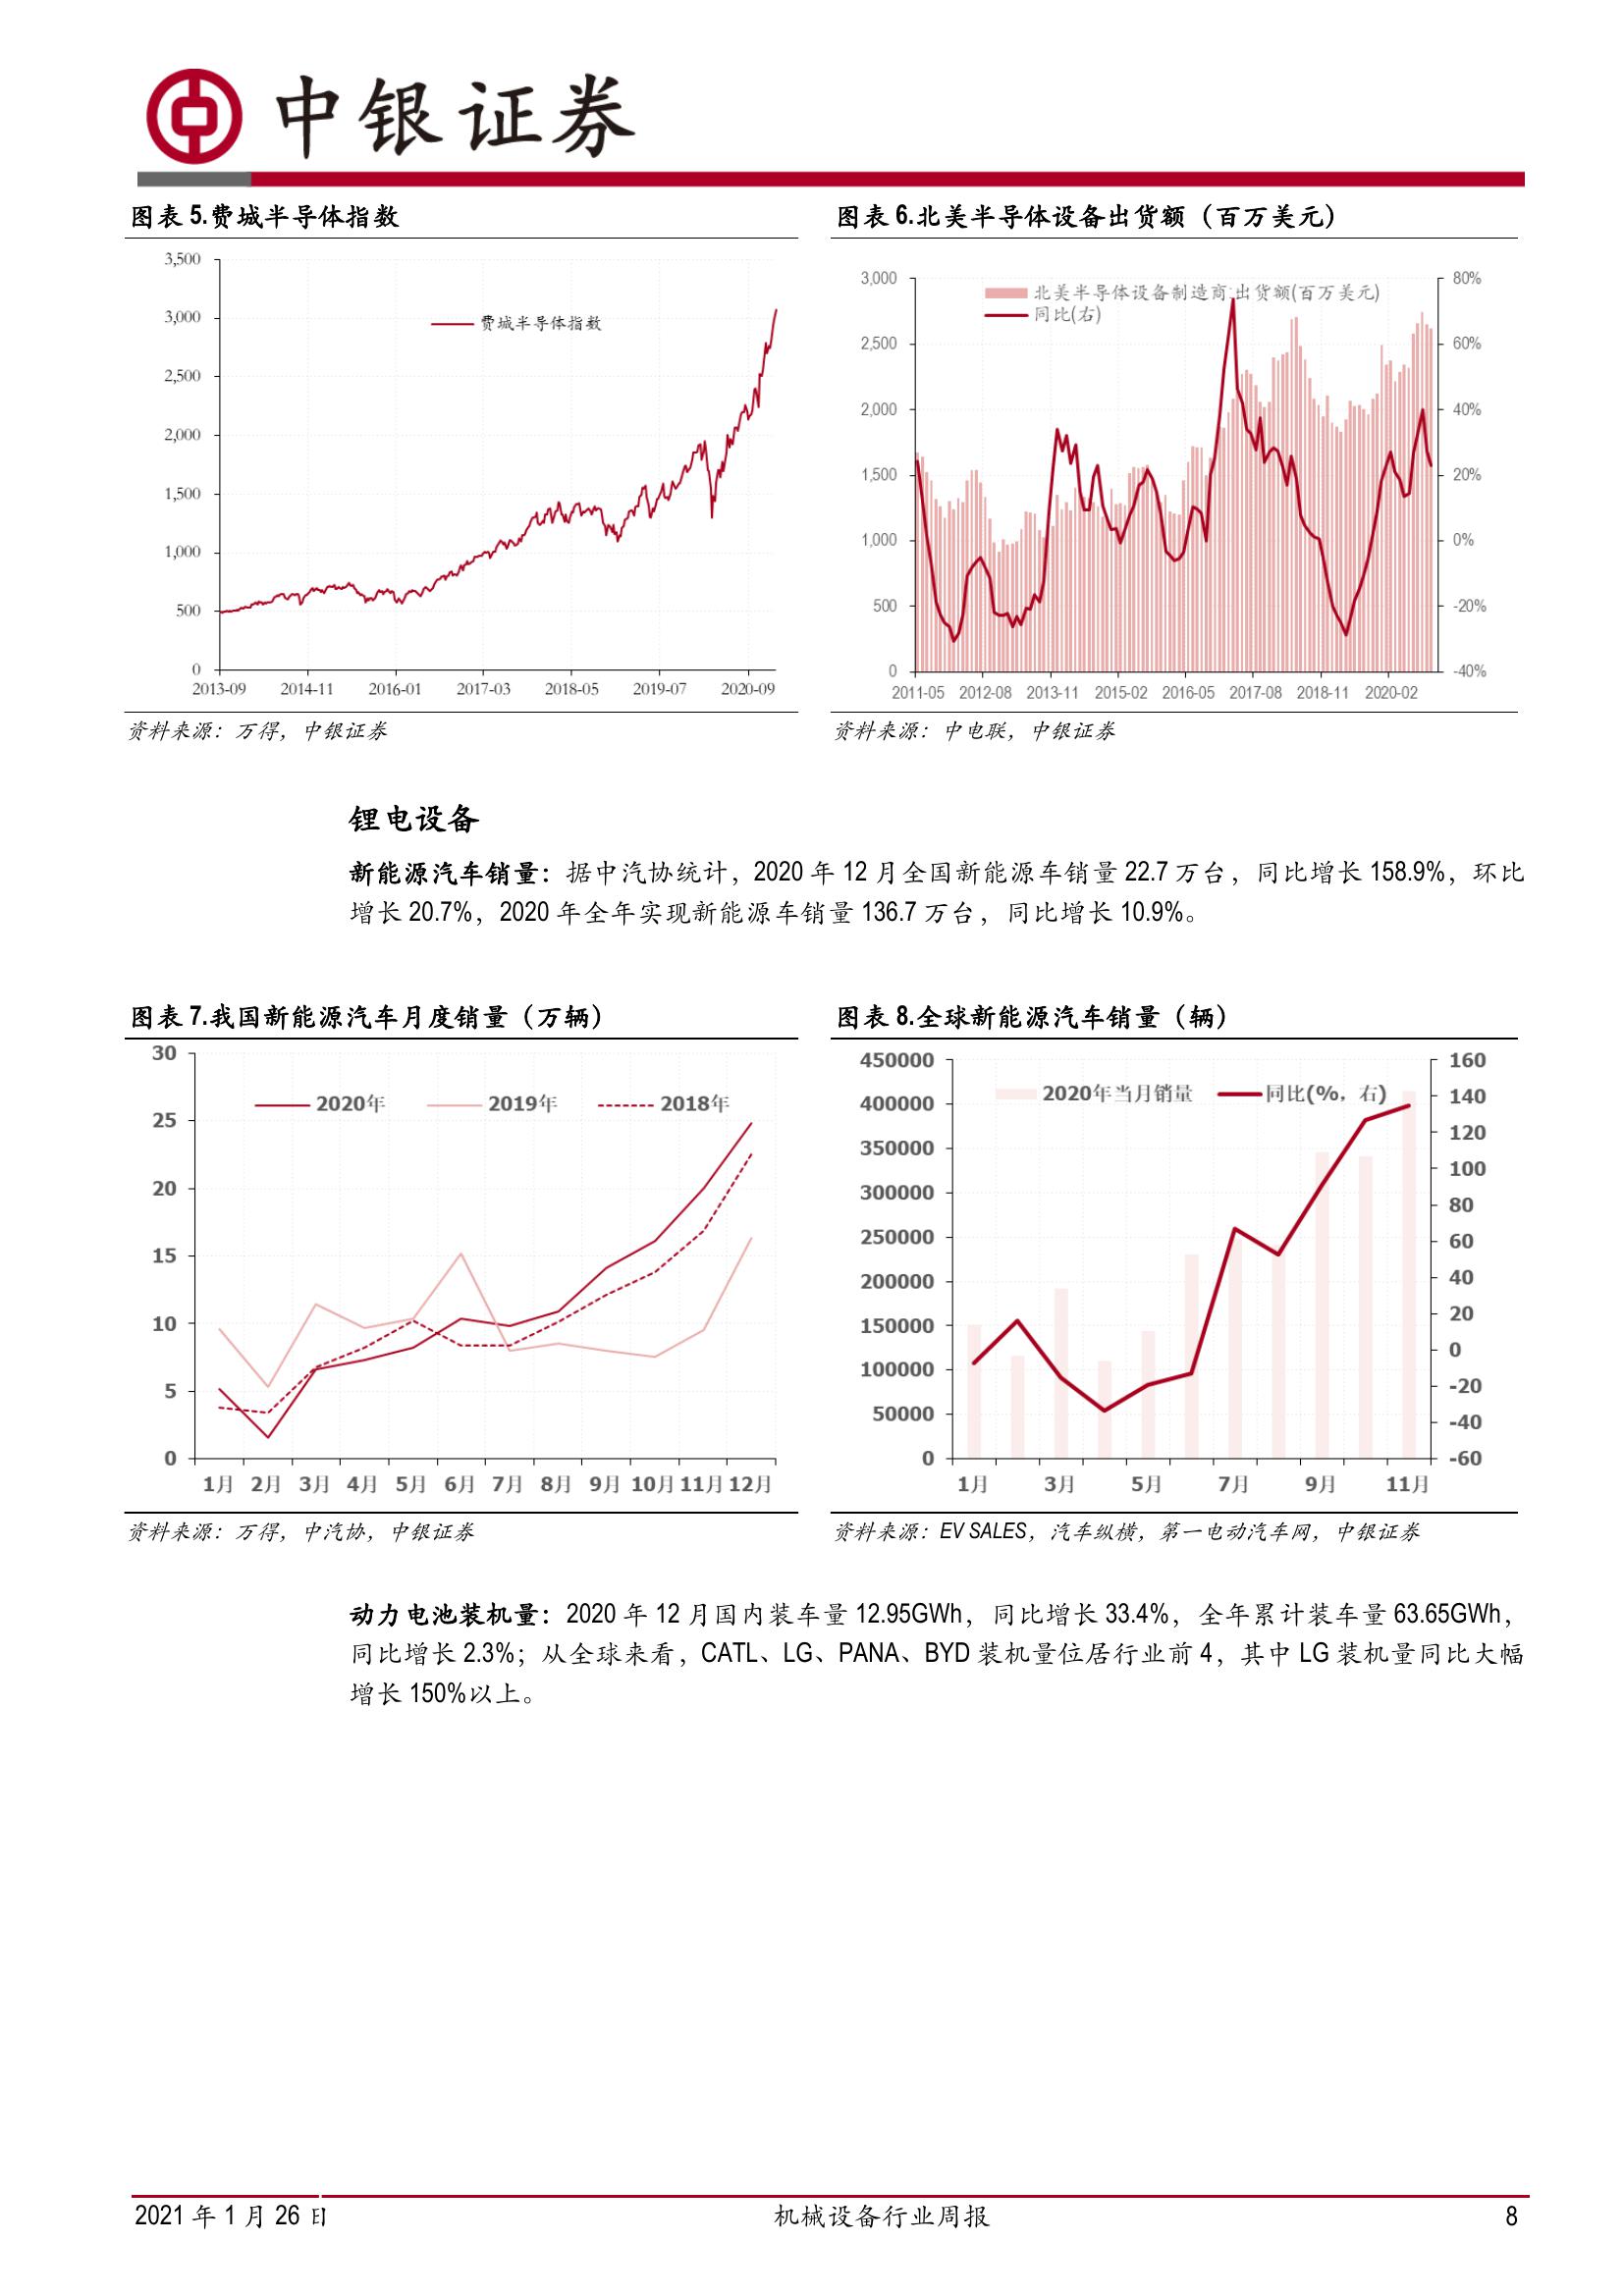 中银证券
图表 5.费城半导体指数
3,500
3,000
2,500
2,000
1,500
1,000
500
0
费城半导体指数
2013-09 2014-11 2016-01 2017-03 2018-05 2019-07 2020-09
资料来源：万得，中银证券
图表 6.北美半导体设备出货额（百万美元）
3,000
2,500
2,000
1,500
1,000
500
0
北美半导体设备制造商:出货额(百万美元)
同比(右)
80%
60%
40%
20%
0%
-20%
-40%
2011-05 2012-08 2013-11 2015-02 2016-05 2017-08 2018-11 2020-02
资料来源：中电联，中银证券
锂电设备
新能源汽车销量：据中汽协统计，2020 年 12 月全国新能源车销量 22.7 万台，同比增长 158.9%，环比
增长 20.7%，2020 年全年实现新能源车销量 136.7 万台，同比增长 10.9%。
图表 7.我国新能源汽车月度销量（万辆）
30
25
20
15
10
5
0
2020年 2019年 2018年
1月 2月 3月 4月 5月 6月 7月 8月 9月 10月 11月 12月
资料来源：万得，中汽协，中银证券
图表 8.全球新能源汽车销量（辆）
450000
400000
350000
300000
250000
200000
150000
100000
50000
0
2020年当月销量 同比(%，右)
160
140
120
100
80
60
40
20
0
-20
-40
-60
1月 3月 5月 7月 9月 11月
资料来源：EV SALES，汽车纵横，第一电动汽车网，中银证券
动力电池装机量：2020 年 12 月国内装车量 12.95GWh，同比增长 33.4%，全年累计装车量 63.65GWh，
同比增长 2.3%；从全球来看，CATL、LG、PANA、BYD 装机量位居行业前 4，其中 LG 装机量同比大幅
增长 150%以上。
2021 年 1 月 26 日 机械设备行业周报 8